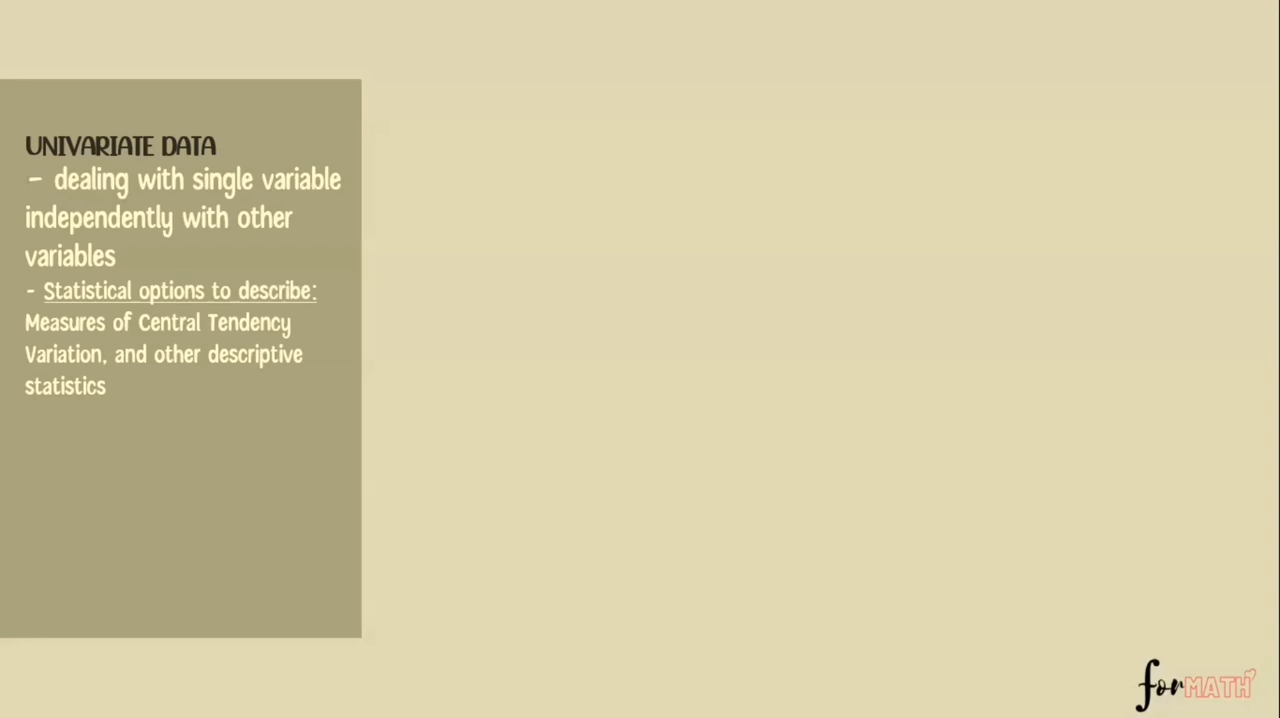 UNIVARIATE DATA
- dealing with single variable
independently with other
variables
- Statistical options to describe:
Measures of Central Tendency
Variation, and other descriptive
statistics
forMATH